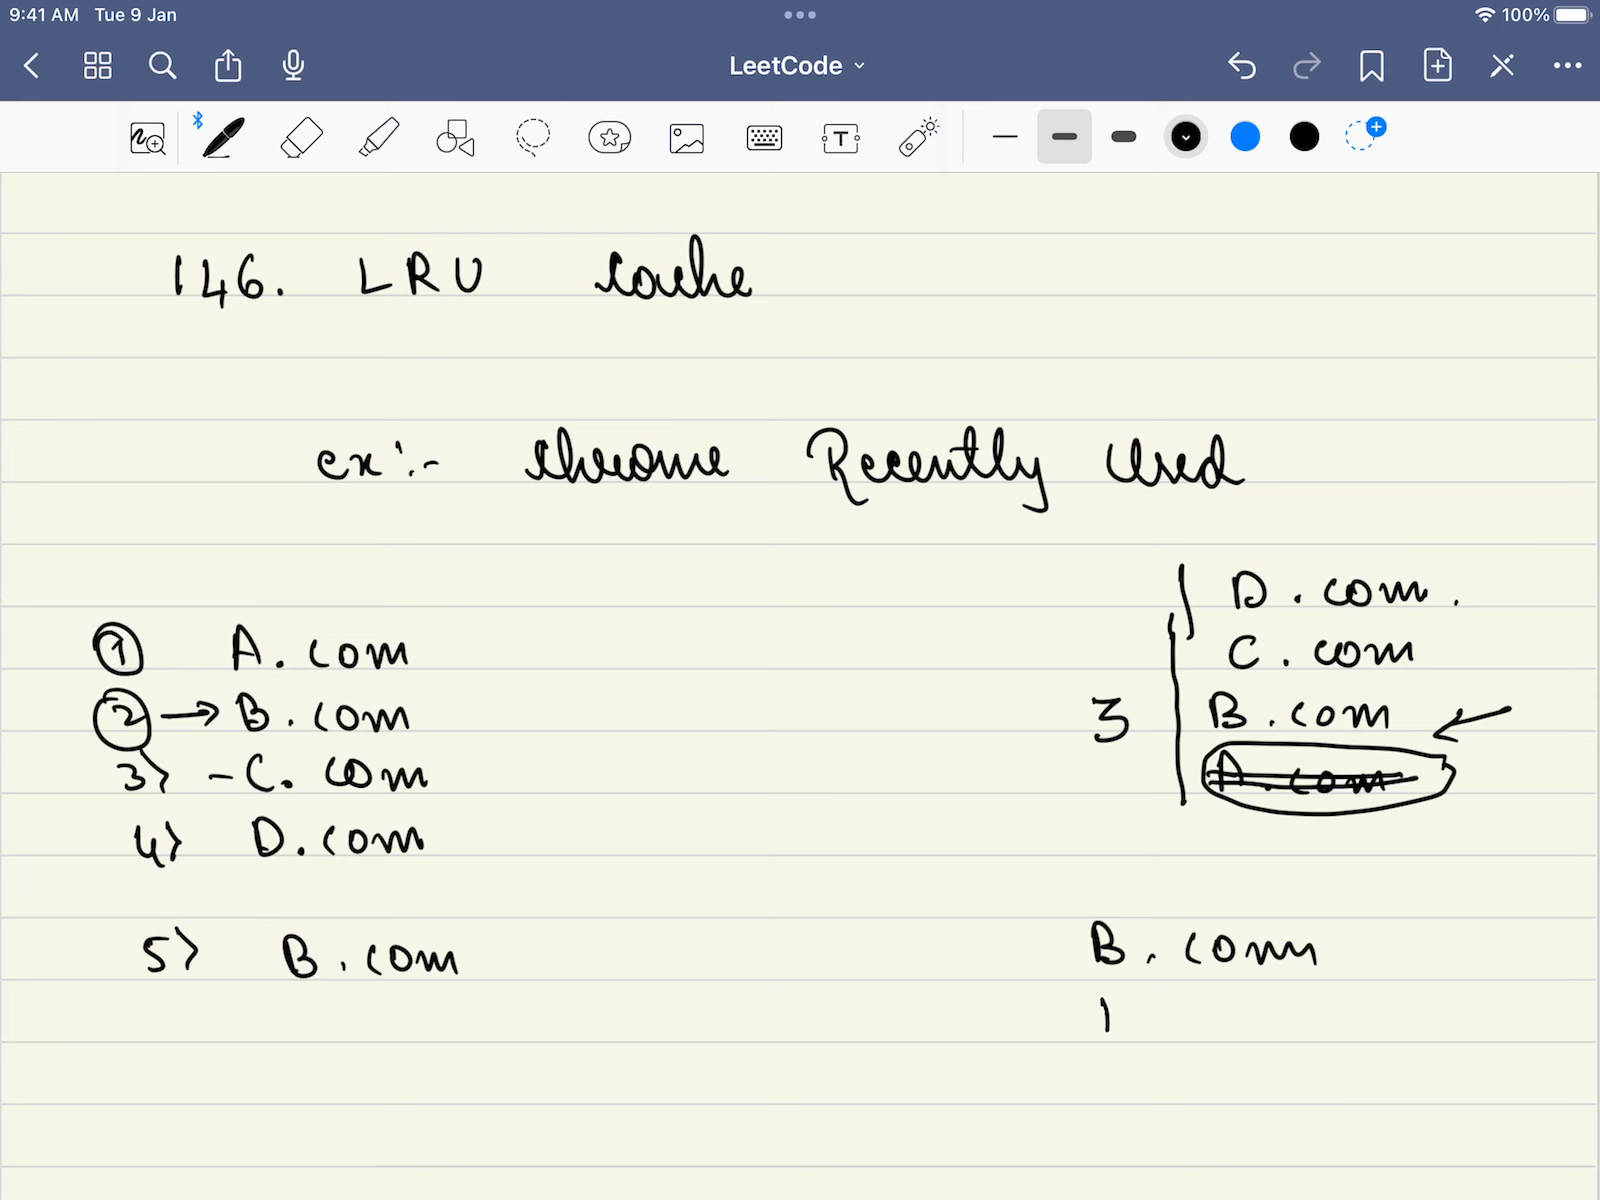 9:41 AM Tue 9 Jan
100%
LeetCode
T
146. LRU cache
ex :- chrome Recently Used
1 A.com
2 → B.com
3> - C.com
4> D.com
5> B.com
D.com.
C.com
3 B.com
A.com
B.com
1